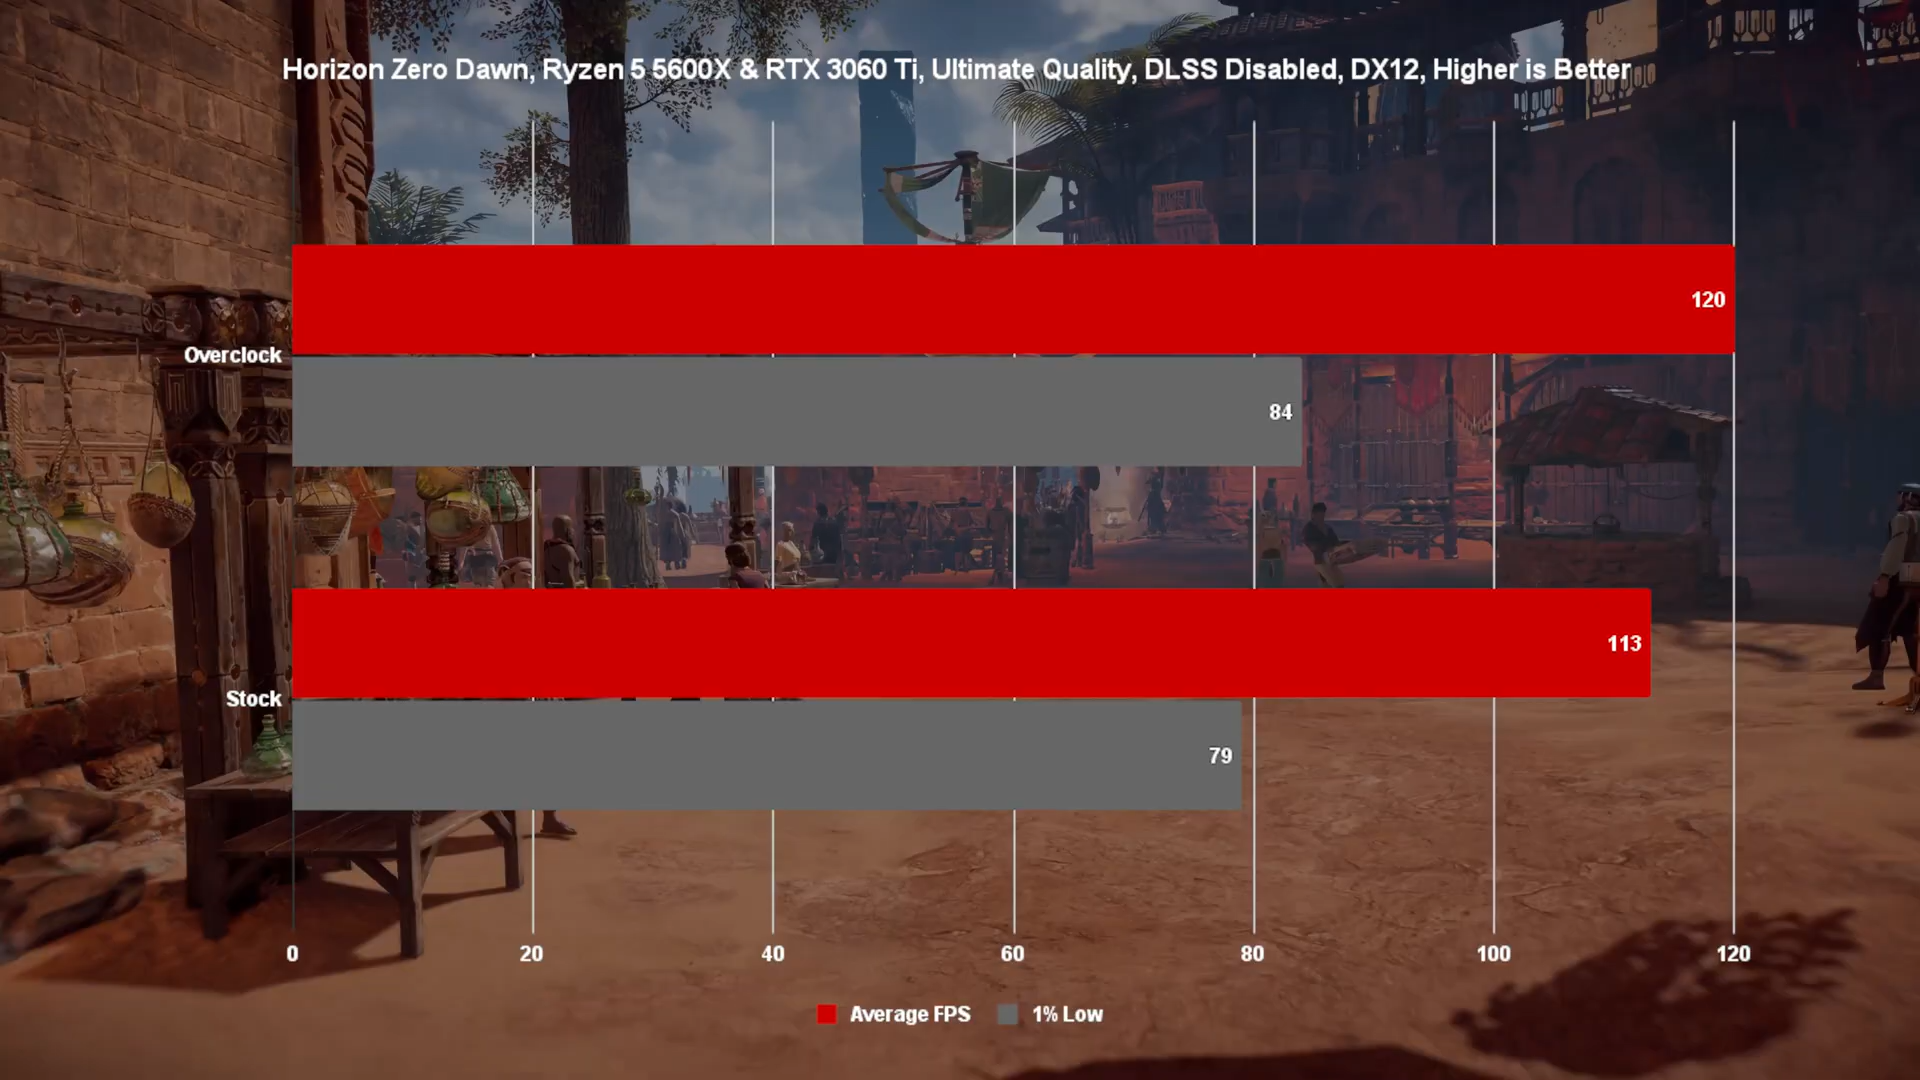 Horizon Zero Dawn, Ryzen 5 5600X & RTX 3060 Ti, Ultimate Quality, DLSS Disabled, DX12, Higher is Better
120
Overclock
84
113
Stock
79
0 20 40 60 80 100 120
Average FPS 1% Low